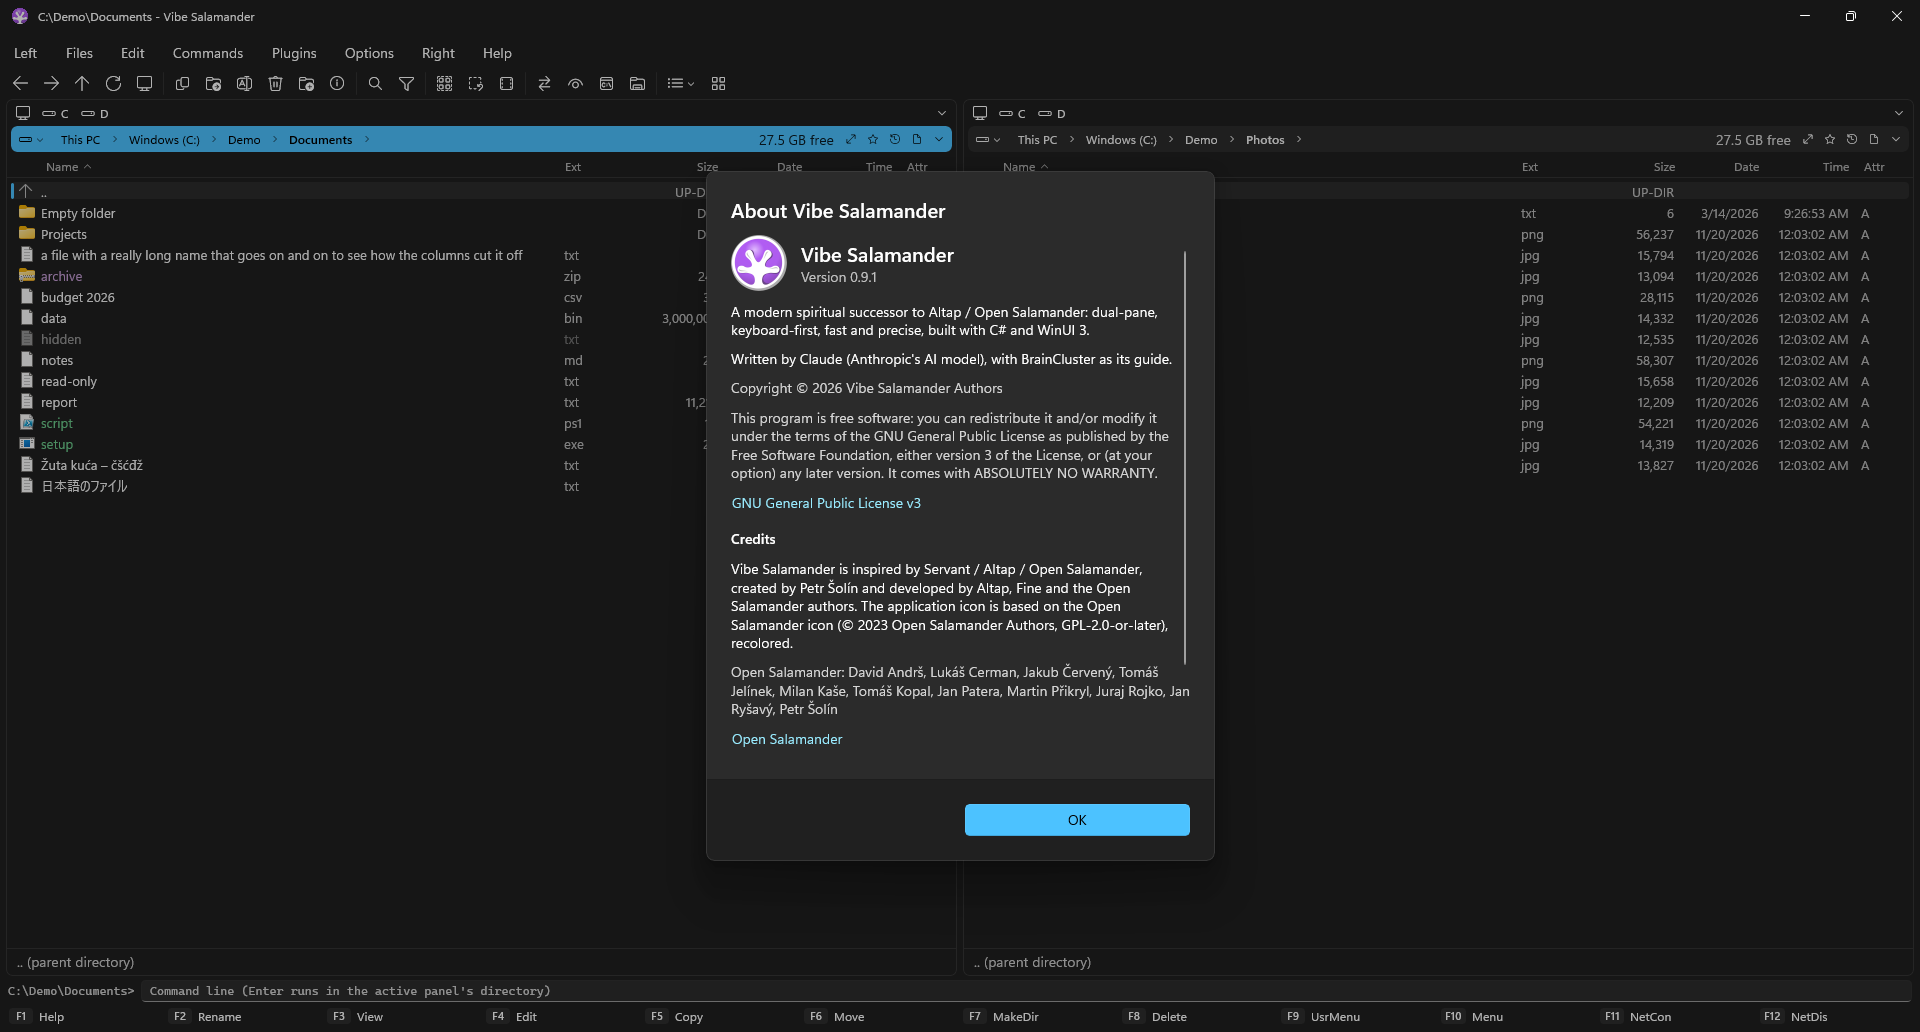 C:\Demo\Documents - Vibe Salamander
Left Files Edit Commands Plugins Options Right Help
C D
This PC Windows (C:) Demo Documents 27.5 GB free
Name Ext Size Date Time Attr
.. UP-D
Empty folder D
Projects D
a file with a really long name that goes on and on to see how the columns cut it off txt
archive zip 24
budget 2026 csv 3
data bin 3,000,00
hidden txt
notes md 2
read-only txt
report txt 11,2
script ps1
setup exe 2
Žuta kuća – čšćđž txt
日本語のファイル txt
.. (parent directory)
C D
This PC Windows (C:) Demo Photos 27.5 GB free
Name Ext Size Date Time Attr
UP-DIR
txt 6 3/14/2026 9:26:53 AM A
png 56,237 11/20/2026 12:03:02 AM A
jpg 15,794 11/20/2026 12:03:02 AM A
jpg 13,094 11/20/2026 12:03:02 AM A
png 28,115 11/20/2026 12:03:02 AM A
jpg 14,332 11/20/2026 12:03:02 AM A
jpg 12,535 11/20/2026 12:03:02 AM A
png 58,307 11/20/2026 12:03:02 AM A
jpg 15,658 11/20/2026 12:03:02 AM A
jpg 12,209 11/20/2026 12:03:02 AM A
png 54,221 11/20/2026 12:03:02 AM A
jpg 14,319 11/20/2026 12:03:02 AM A
jpg 13,827 11/20/2026 12:03:02 AM A
.. (parent directory)
About Vibe Salamander
Vibe Salamander
Version 0.9.1
A modern spiritual successor to Altap / Open Salamander: dual-pane,
keyboard-first, fast and precise, built with C# and WinUI 3.
Written by Claude (Anthropic's AI model), with BrainCluster as its guide.
Copyright © 2026 Vibe Salamander Authors
This program is free software: you can redistribute it and/or modify it
under the terms of the GNU General Public License as published by the
Free Software Foundation, either version 3 of the License, or (at your
option) any later version. It comes with ABSOLUTELY NO WARRANTY.
GNU General Public License v3
Credits
Vibe Salamander is inspired by Servant / Altap / Open Salamander,
created by Petr Šolín and developed by Altap, Fine and the Open
Salamander authors. The application icon is based on the Open
Salamander icon (© 2023 Open Salamander Authors, GPL-2.0-or-later),
recolored.
Open Salamander: David Andrš, Lukáš Cerman, Jakub Červený, Tomáš
Jelínek, Milan Kaše, Tomáš Kopal, Jan Patera, Martin Přikryl, Juraj Rojko, Jan
Ryšavý, Petr Šolín
Open Salamander
OK
C:\Demo\Documents> Command line (Enter runs in the active panel's directory)
F1 Help F2 Rename F3 View F4 Edit F5 Copy F6 Move F7 MakeDir F8 Delete F9 UsrMenu F10 Menu F11 NetCon F12 NetDis